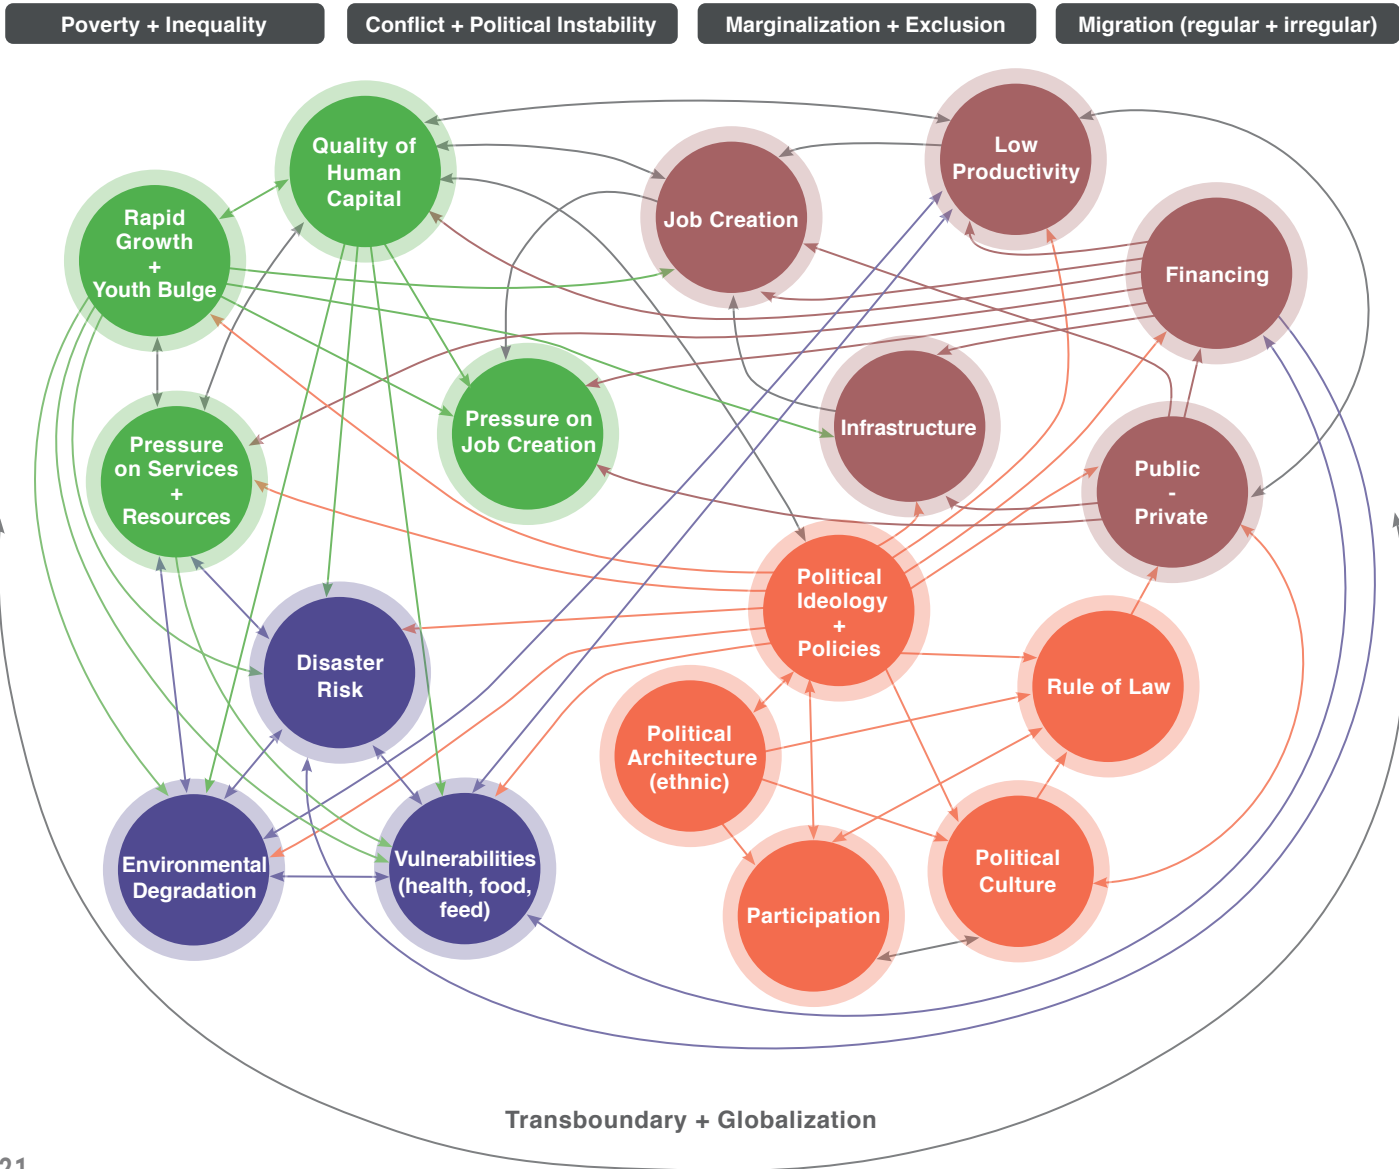 Poverty + Inequality
Conflict + Political Instability
Marginalization + Exclusion
Migration (regular + irregular)
Quality of
Human
Capital
Low
Productivity
Rapid
Growth
+
Youth Bulge
Job Creation
Financing
Pressure on
Job Creation
Infrastructure
Pressure
on Services
+
Resources
Public
-
Private
Political
Ideology
+
Policies
Disaster
Risk
Rule of Law
Political
Architecture
(ethnic)
Environmental
Degradation
Vulnerabilities
(health, food,
feed)
Political
Culture
Participation
Transboundary + Globalization
21